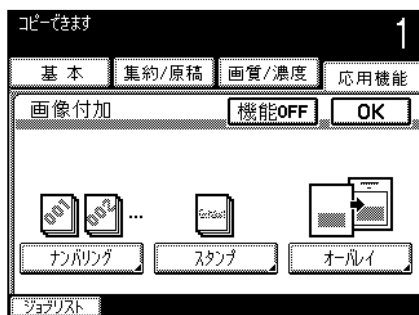 コピーできます
1
基本 集約/原稿 画質/濃度 応用機能
画像付加 機能OFF OK
001 002 ...
ナンバリング スタンプ オーバレイ
ジョブリスト